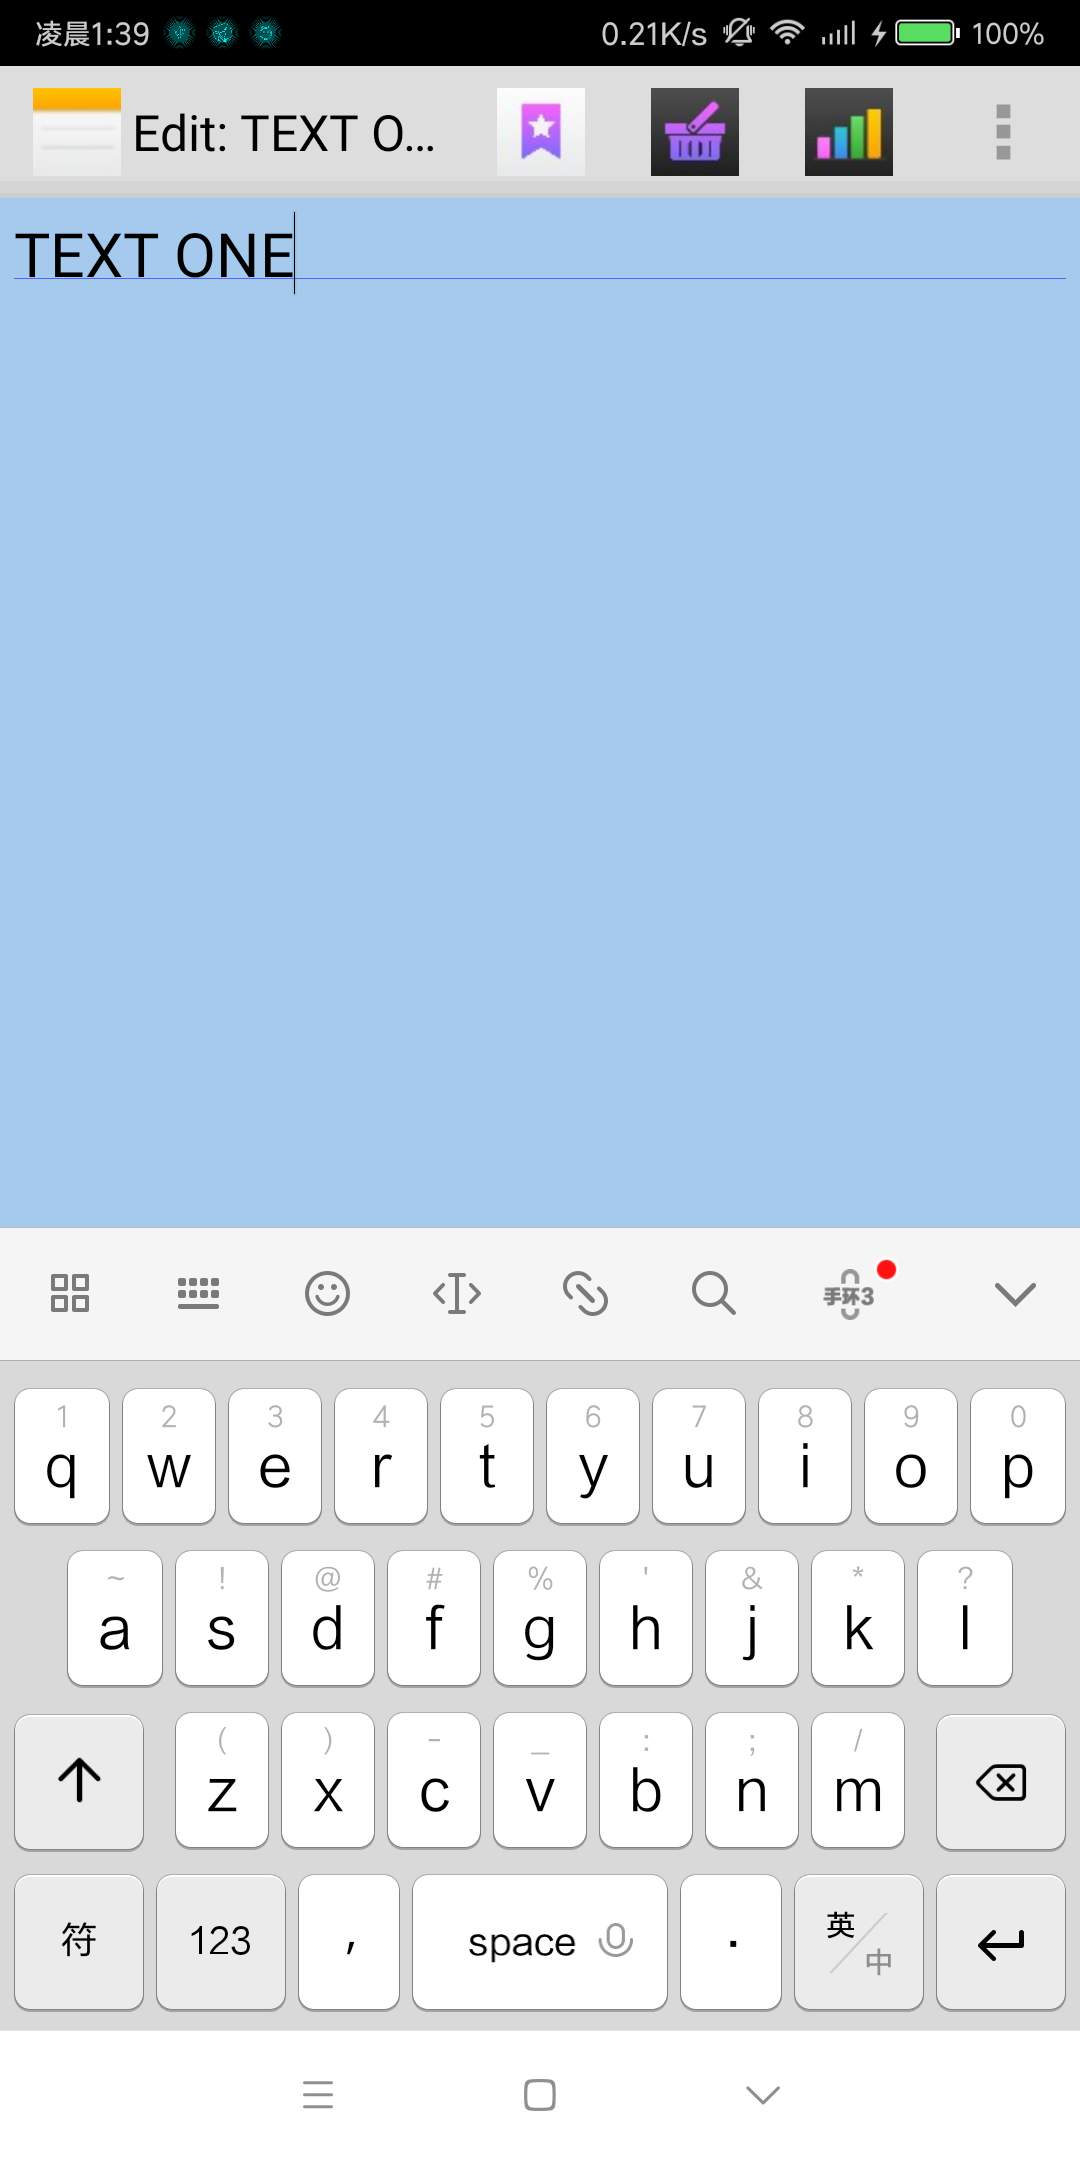 凌晨1:39 0.21K/s 100%
Edit: TEXT O...
TEXT ONE
手环3
1 2 3 4 5 6 7 8 9 0
q w e r t y u i o p
~ ! @ # % ' & * ?
a s d f g h j k l
( ) - _ : ; /
z x c v b n m
符 123 , space . 英/中